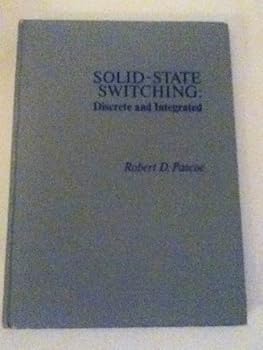 SOLID-STATE
SWITCHING:
Discrete and Integrated
Robert D. Pascoe